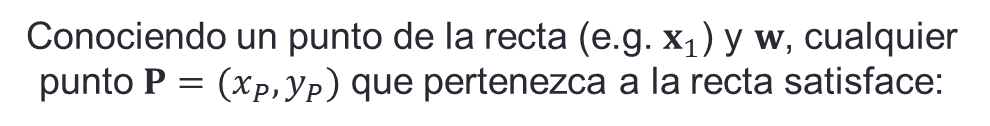 Conociendo un punto de la recta (e.g. 𝐱₁) y 𝐰, cualquier
punto 𝐏 = (𝑥_𝑃, 𝑦_𝑃) que pertenezca a la recta satisface: